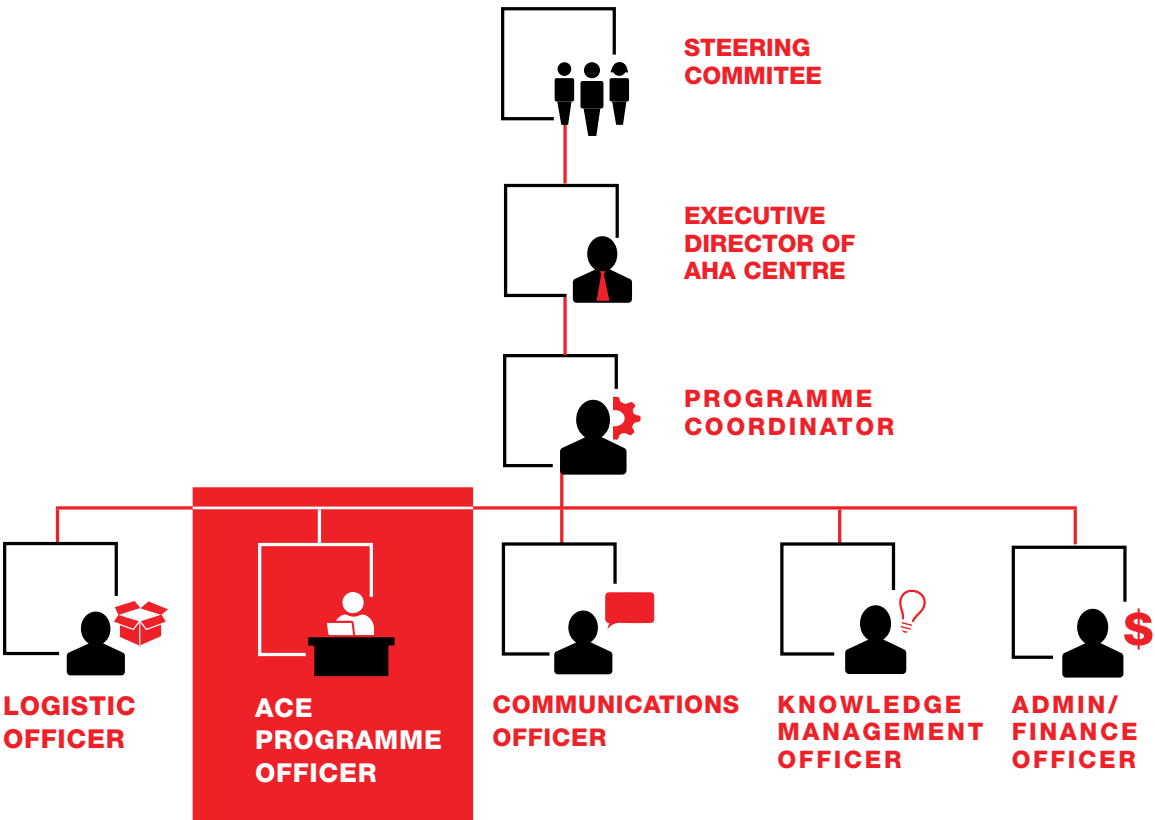 STEERING
COMMITEE
EXECUTIVE
DIRECTOR OF
AHA CENTRE
PROGRAMME
COORDINATOR
LOGISTIC
OFFICER
ACE
PROGRAMME
OFFICER
COMMUNICATIONS
OFFICER
KNOWLEDGE
MANAGEMENT
OFFICER
$
ADMIN/
FINANCE
OFFICER